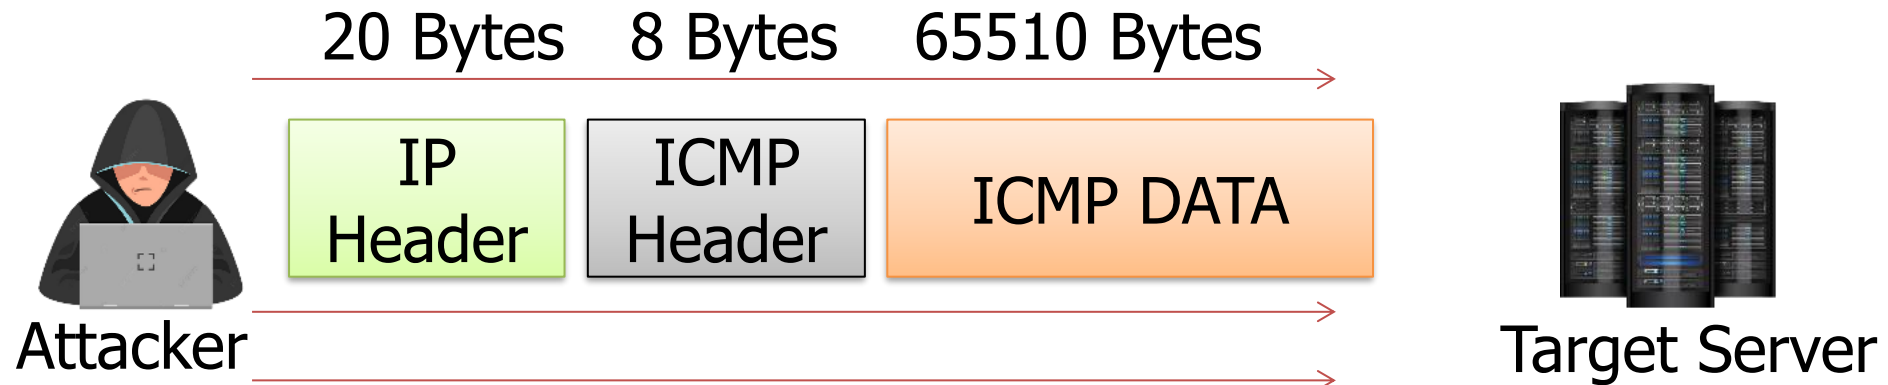 20 Bytes 8 Bytes 65510 Bytes
IP
Header
ICMP
Header
ICMP DATA
Attacker
Target Server